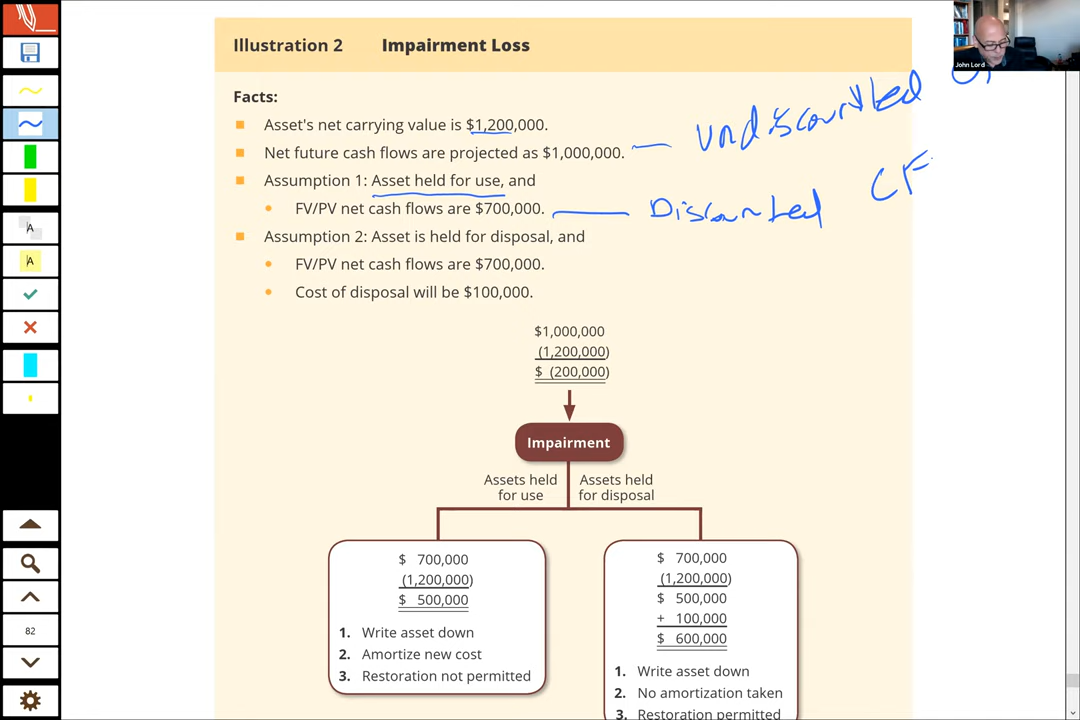 John Lord
Illustration 2 Impairment Loss
Facts:
Asset's net carrying value is $1,200,000.
Net future cash flows are projected as $1,000,000.
undiscounted CF
Assumption 1: Asset held for use, and
FV/PV net cash flows are $700,000.
Discounted CF
Assumption 2: Asset is held for disposal, and
FV/PV net cash flows are $700,000.
Cost of disposal will be $100,000.
$1,000,000
(1,200,000)
$ (200,000)
Impairment
Assets held
for use
Assets held
for disposal
$ 700,000
(1,200,000)
$ 500,000
1. Write asset down
2. Amortize new cost
3. Restoration not permitted
$ 700,000
(1,200,000)
$ 500,000
+ 100,000
$ 600,000
1. Write asset down
2. No amortization taken
3. Restoration permitted
A
A
82